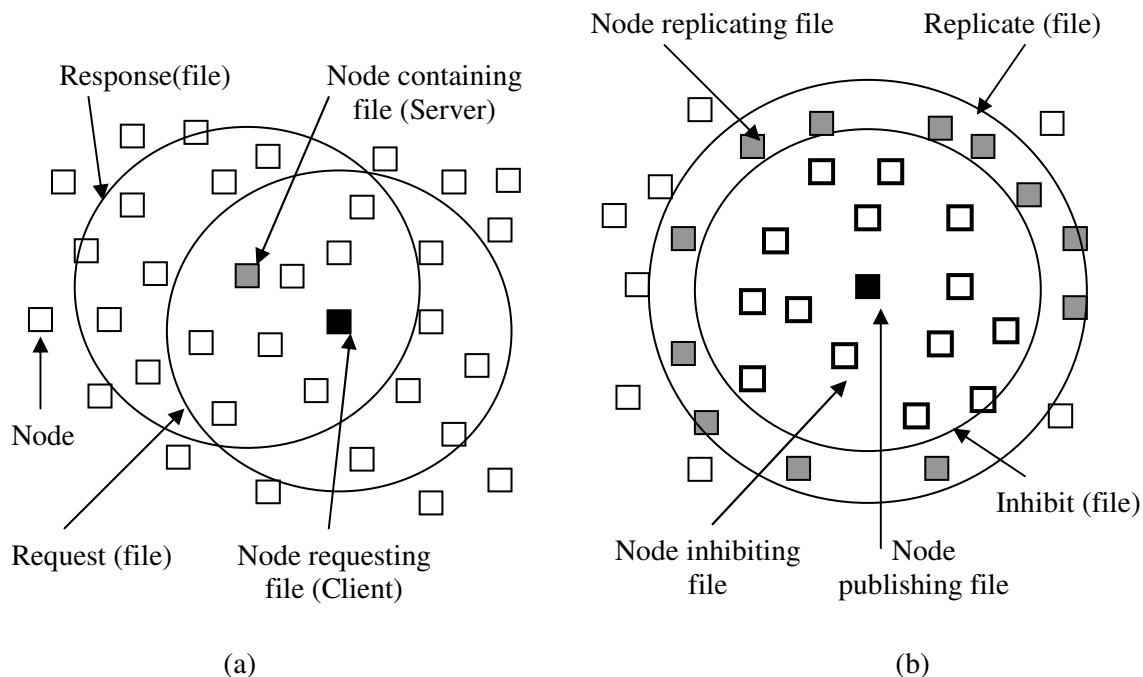 Response(file)
Node containing
file (Server)
Node
Request (file)
Node requesting
file (Client)
(a)
Node replicating file
Replicate (file)
Inhibit (file)
Node inhibiting
file
Node
publishing file
(b)